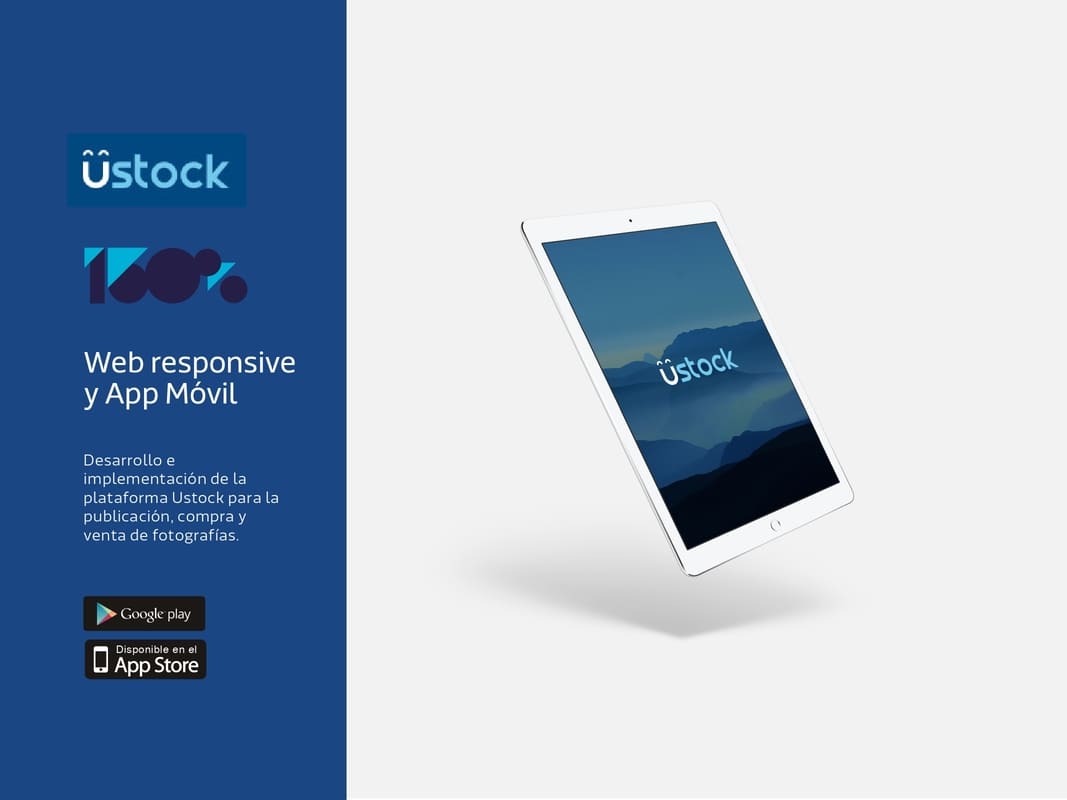 Ustock
100%
Web responsive
y App Móvil
Desarrollo e
implementación de la
plataforma Ustock para la
publicación, compra y
venta de fotografías.
Google play
Disponible en el
App Store
Ustock